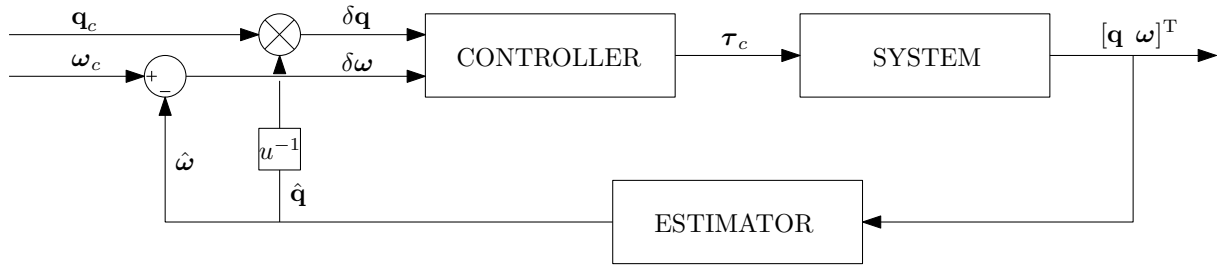 𝐪_c
δ𝐪
𝛚_c
+
−
δ𝛚
CONTROLLER
𝛕_c
SYSTEM
[𝐪 𝛚]^T
u^{-1}
𝛚̂
𝐪̂
ESTIMATOR